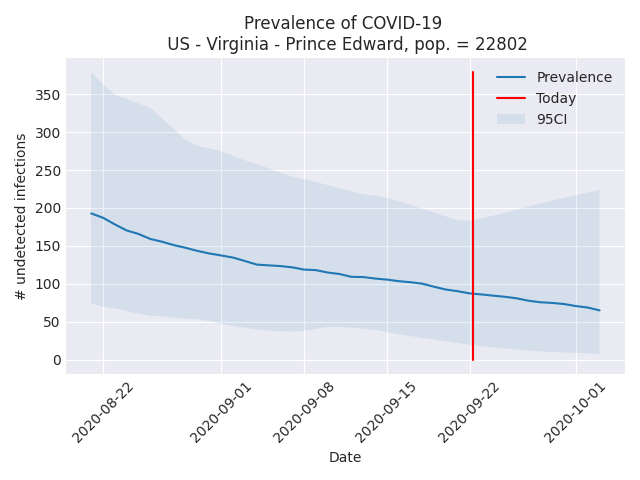 Prevalence of COVID-19
US - Virginia - Prince Edward, pop. = 22802
Prevalence
Today
95CI
# undetected infections
350
300
250
200
150
100
50
0
2020-08-22
2020-09-01
2020-09-08
2020-09-15
2020-09-22
2020-10-01
Date